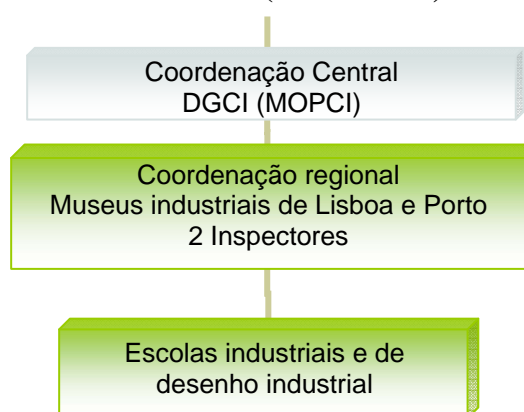 Coordenação Central
DGCI (MOPCI)
Coordenação regional
Museus industriais de Lisboa e Porto
2 Inspectores
Escolas industriais e de
desenho industrial